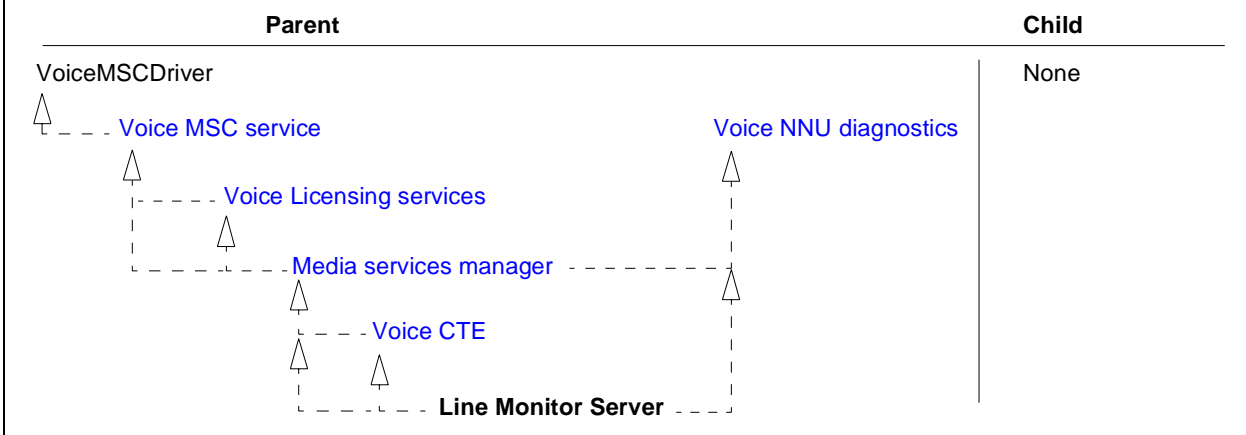 Parent Child
VoiceMSCDriver None
Voice MSC service Voice NNU diagnostics
Voice Licensing services
Media services manager
Voice CTE
Line Monitor Server